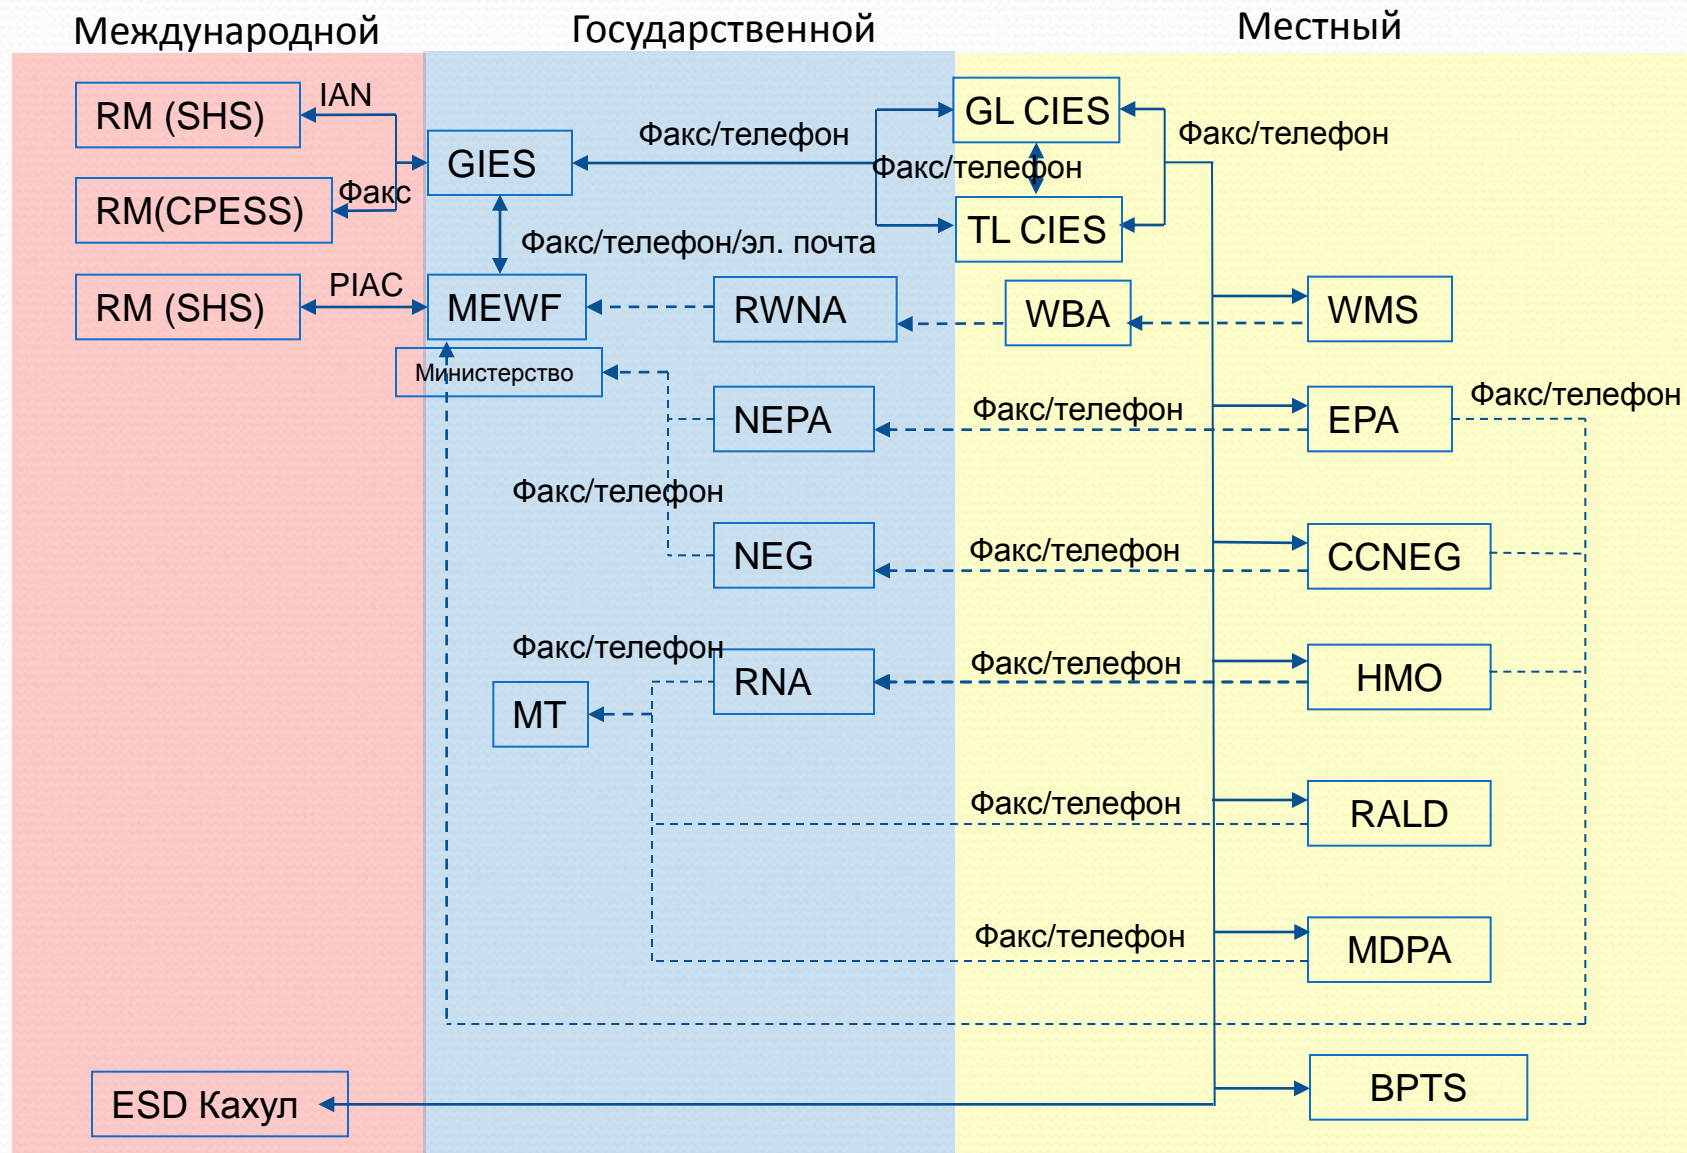 Международной
Государственной
Местный
RM (SHS)
IAN
GIES
Факс/телефон
GL CIES
Факс/телефон
Факс/телефон
RM(CPESS)
Факс
TL CIES
Факс/телефон/эл. почта
RM (SHS)
PIAC
MEWF
RWNA
WBA
WMS
Министерство
NEPA
Факс/телефон
EPA
Факс/телефон
Факс/телефон
NEG
Факс/телефон
CCNEG
Факс/телефон
RNA
Факс/телефон
HMO
MT
Факс/телефон
RALD
Факс/телефон
MDPA
ESD Кахул
BPTS